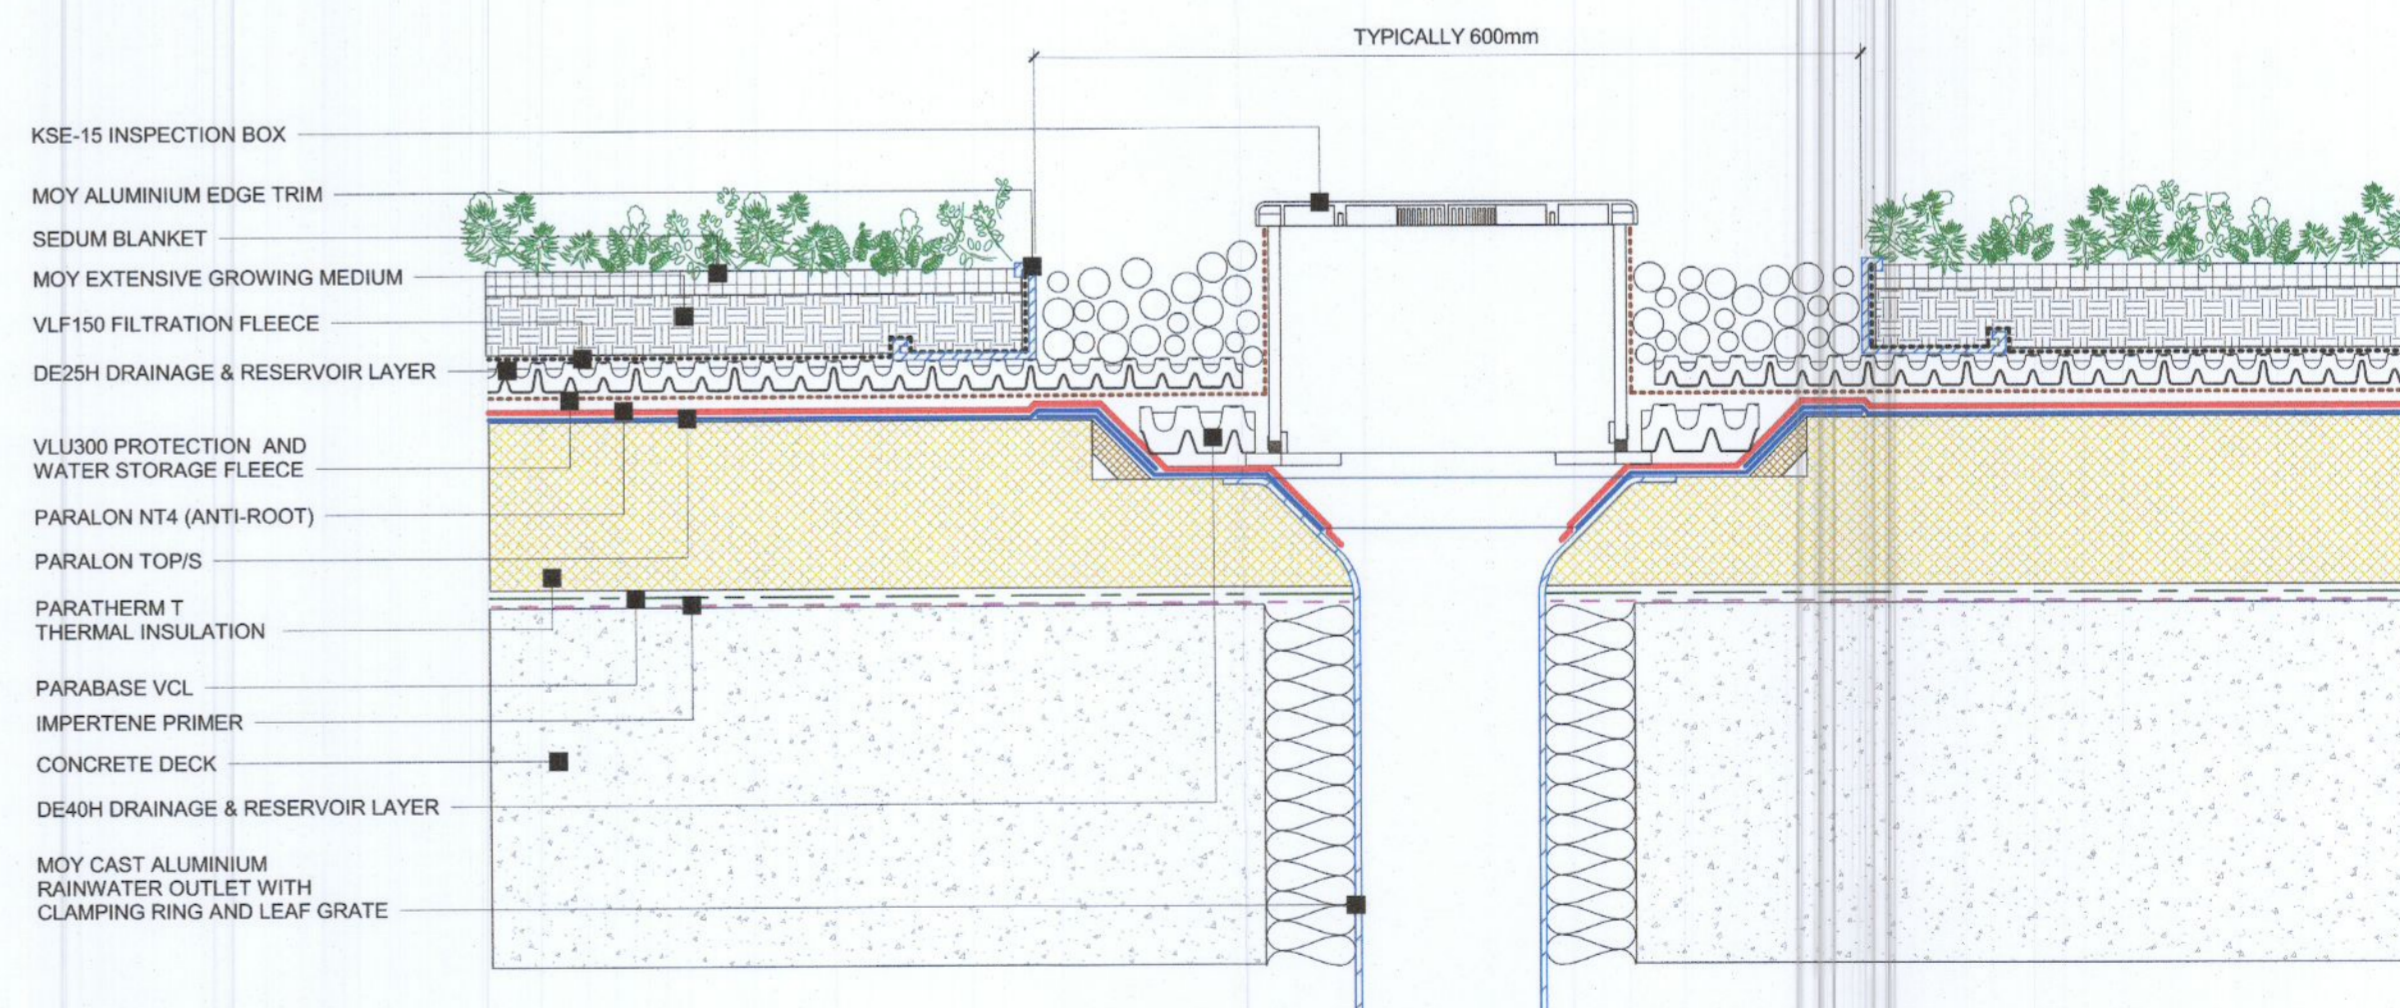 TYPICALLY 600mm
KSE-15 INSPECTION BOX
MOY ALUMINIUM EDGE TRIM
SEDUM BLANKET
MOY EXTENSIVE GROWING MEDIUM
VLF150 FILTRATION FLEECE
DE25H DRAINAGE & RESERVOIR LAYER
VLU300 PROTECTION AND
WATER STORAGE FLEECE
PARALON NT4 (ANTI-ROOT)
PARALON TOP/S
PARATHERM T
THERMAL INSULATION
PARABASE VCL
IMPERTENE PRIMER
CONCRETE DECK
DE40H DRAINAGE & RESERVOIR LAYER
MOY CAST ALUMINIUM
RAINWATER OUTLET WITH
CLAMPING RING AND LEAF GRATE